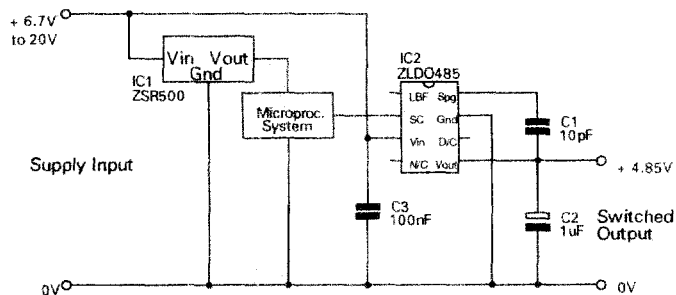 + 6.7V
to 20V
Vin Vout
Gnd
IC1
ZSR500
Microproc.
System
IC2
ZLDO485
LBF Spg
SC Gnd
Vin D/C
N/C Vout
C1
10pF
Supply Input
+ 4.85V
C3
100nF
C2
1uF
Switched
Output
0V
0V